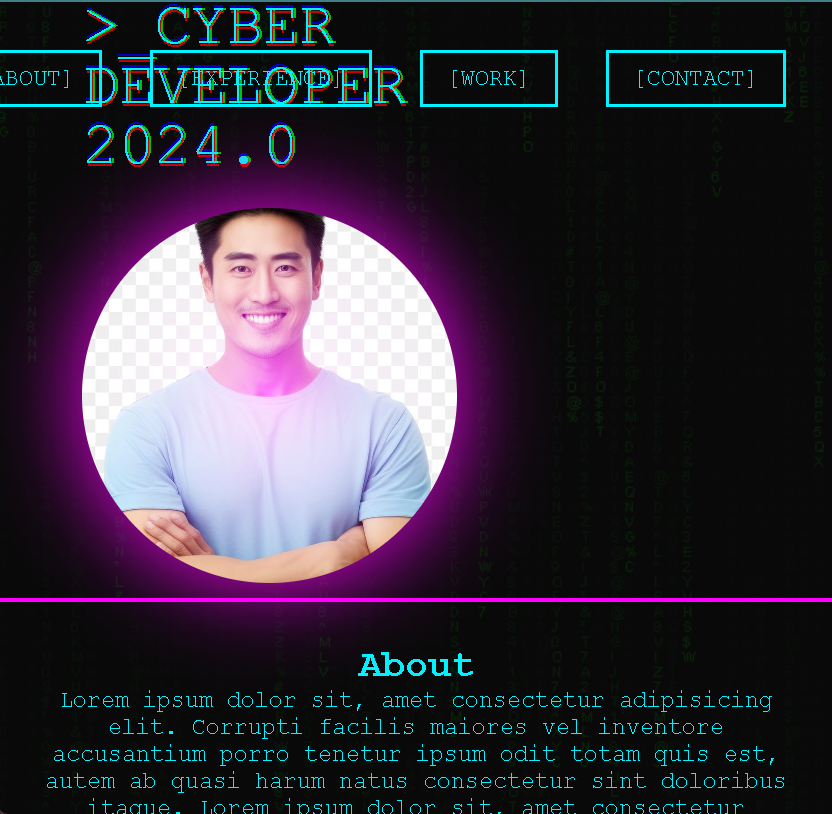 >_CYBER
DEVELOPER
2024.0
ABOUT]
[EXPERIENCE]
[WORK]
[CONTACT]
About
Lorem ipsum dolor sit, amet consectetur adipisicing
elit. Corrupti facilis maiores vel inventore
accusantium porro tenetur ipsum odit totam quis est,
autem ab quasi harum natus consectetur sint doloribus
itaque. Lorem ipsum dolor sit, amet consectetur